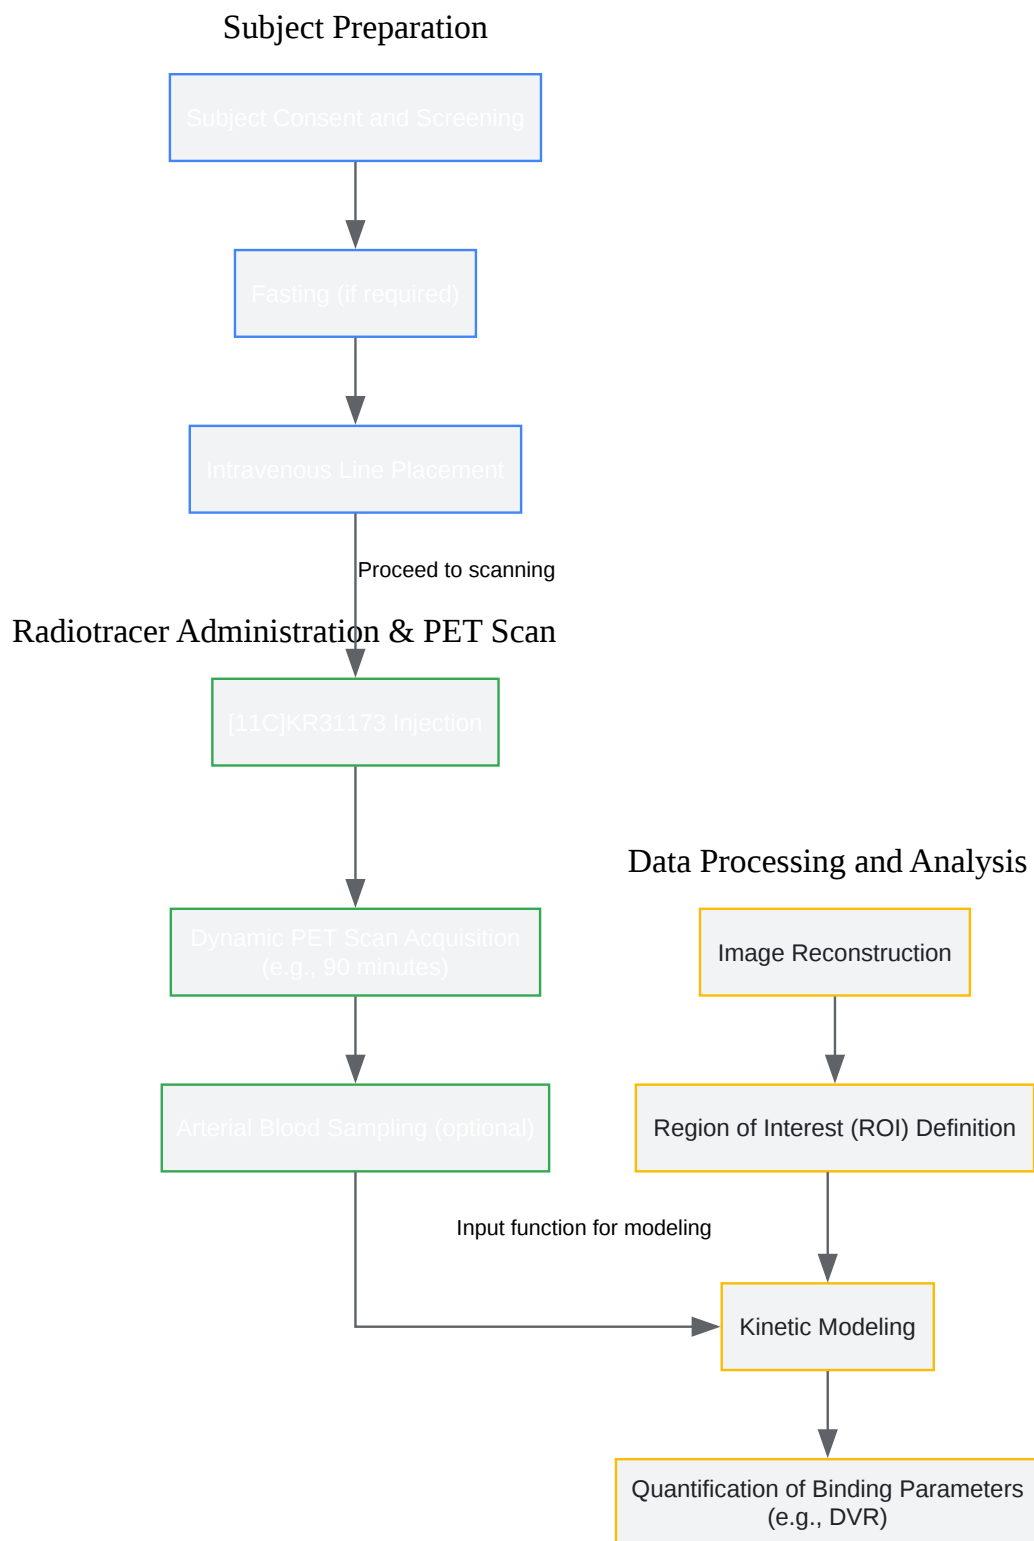 Subject Preparation
Subject Consent and Screening
Fasting (if required)
Intravenous Line Placement
Proceed to scanning
Radiotracer Administration & PET Scan
[11C]KR31173 Injection
Dynamic PET Scan Acquisition
(e.g., 90 minutes)
Arterial Blood Sampling (optional)
Data Processing and Analysis
Image Reconstruction
Region of Interest (ROI) Definition
Input function for modeling
Kinetic Modeling
Quantification of Binding Parameters
(e.g., DVR)